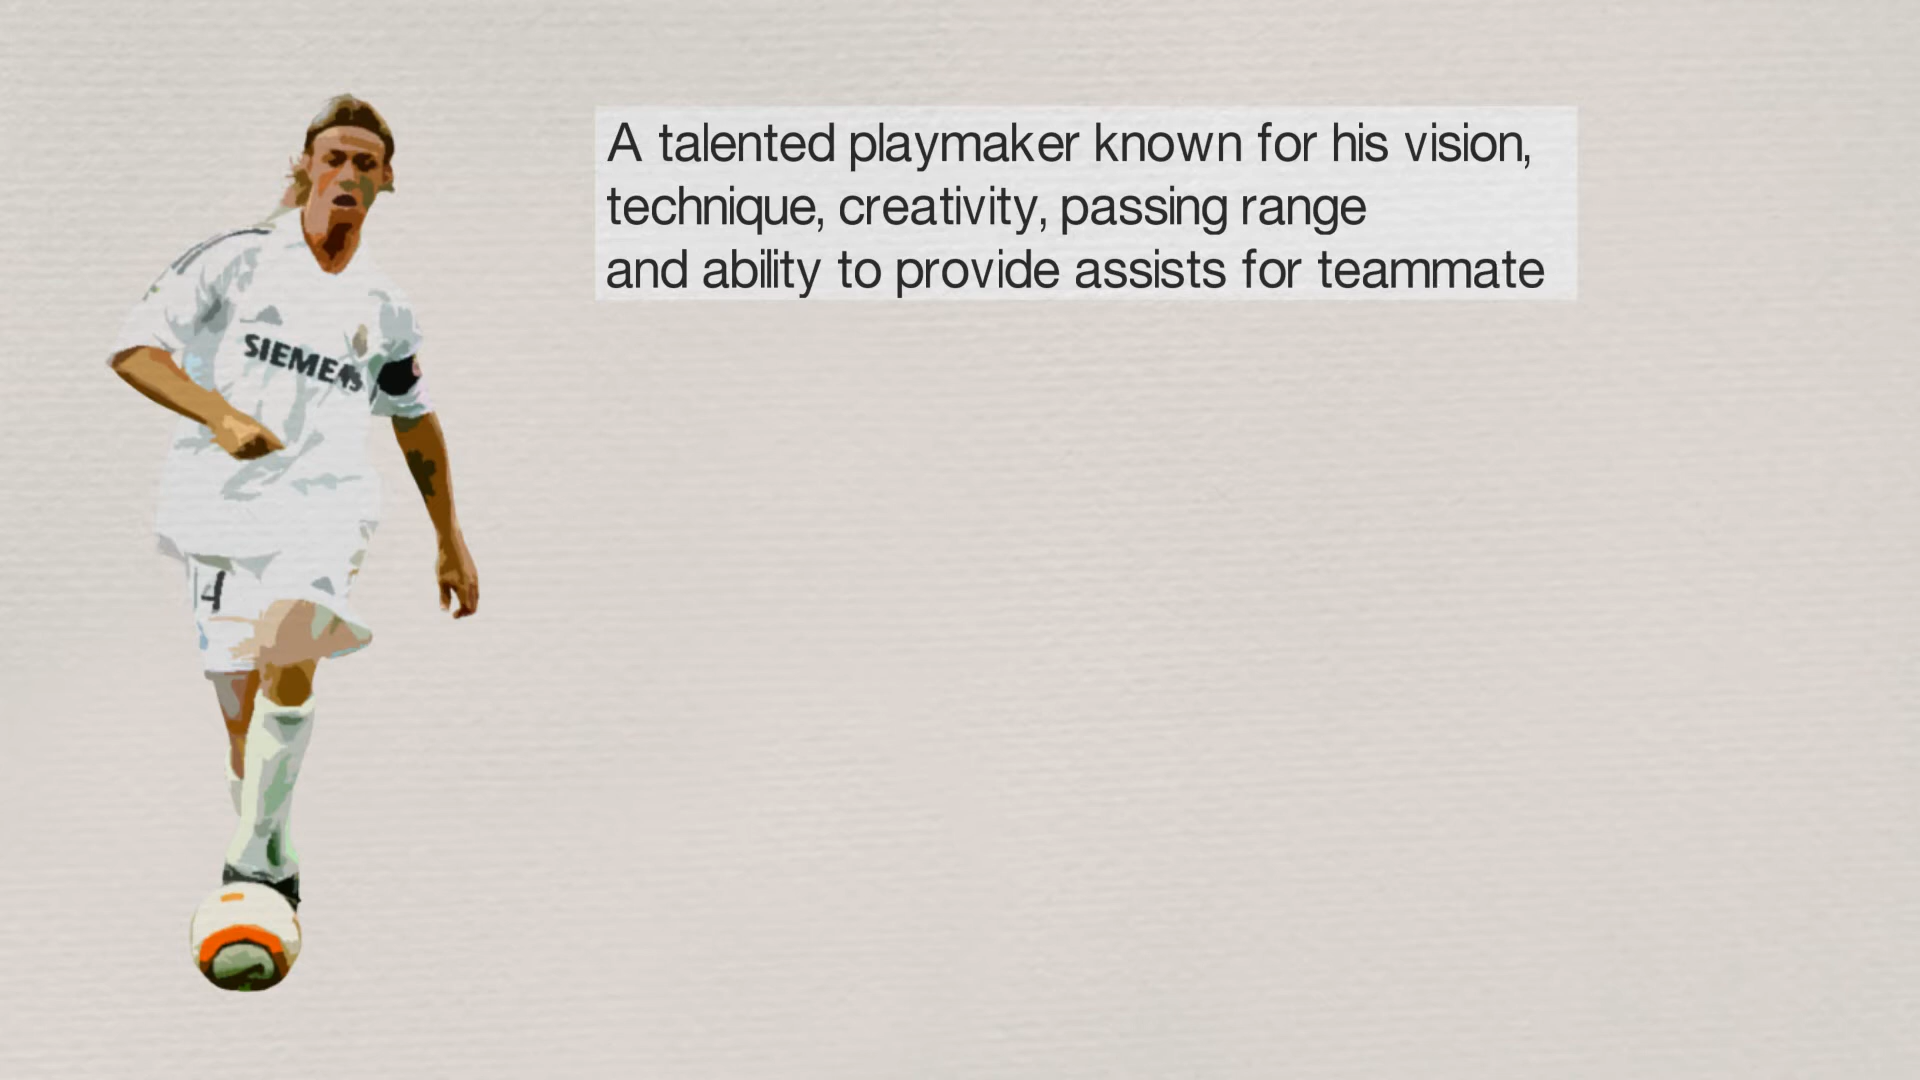 A talented playmaker known for his vision,
technique, creativity, passing range
and ability to provide assists for teammate
SIEMENS
14